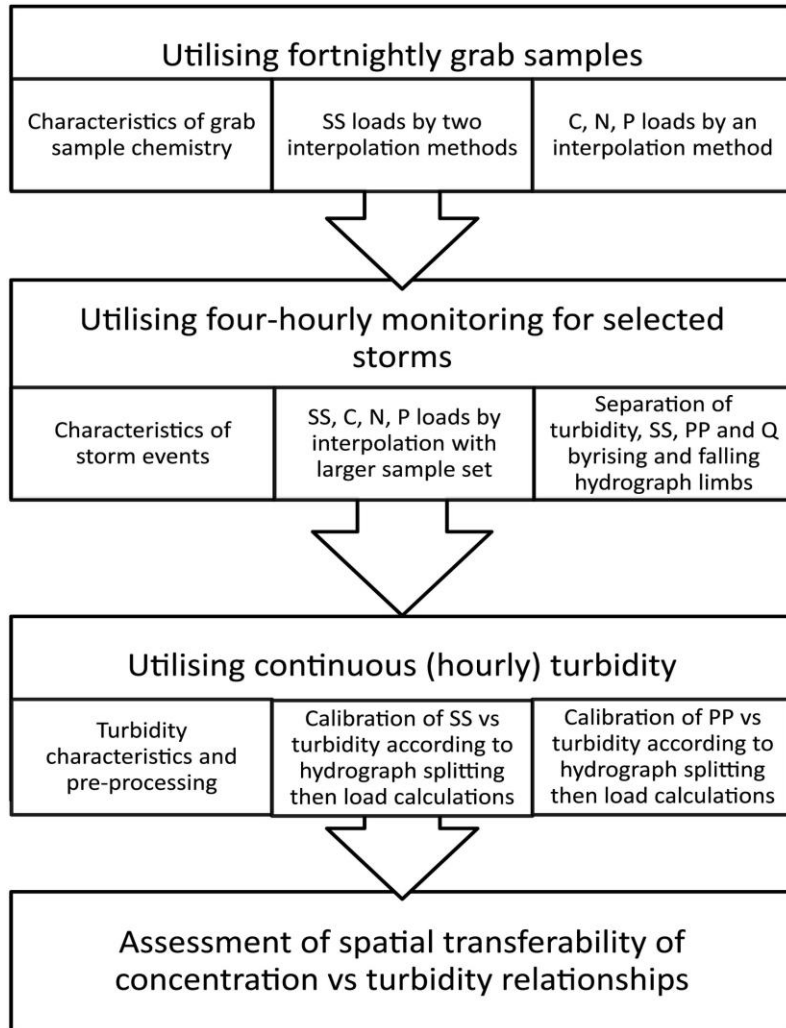 Utilising fortnightly grab samples
Characteristics of grab
sample chemistry
SS loads by two
interpolation methods
C, N, P loads by an
interpolation method
Utilising four-hourly monitoring for selected
storms
Characteristics of
storm events
SS, C, N, P loads by
interpolation with
larger sample set
Separation of
turbidity, SS, PP and Q
byrising and falling
hydrograph limbs
Utilising continuous (hourly) turbidity
Turbidity
characteristics and
pre-processing
Calibration of SS vs
turbidity according to
hydrograph splitting
then load calculations
Calibration of PP vs
turbidity according to
hydrograph splitting
then load calculations
Assessment of spatial transferability of
concentration vs turbidity relationships